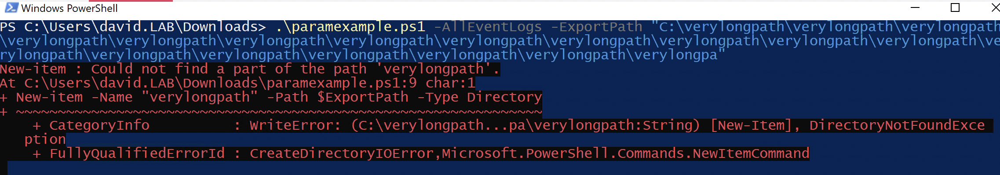 Windows PowerShell
PS C:\Users\david.LAB\Downloads> .\paramexample.ps1 -AllEventLogs -ExportPath "C:\verylongpath\verylongpath\verylongpath
\verylongpath\verylongpath\verylongpath\verylongpath\verylongpath\verylongpath\verylongpath\verylongpath\verylongpath\ve
rylongpath\verylongpath\verylongpath\verylongpath\verylongpath\verylongpath\verylongpa"
New-item : Could not find a part of the path 'verylongpath'.
At C:\Users\david.LAB\Downloads\paramexample.ps1:9 char:1
+ New-item -Name "verylongpath" -Path $ExportPath -Type Directory
+ ~~~~~~~~~~~~~~~~~~~~~~~~~~~~~~~~~~~~~~~~~~~~~~~~~~~~~~~~~~~~~~~
+ CategoryInfo : WriteError: (C:\verylongpath...pa\verylongpath:String) [New-Item], DirectoryNotFoundExce
ption
+ FullyQualifiedErrorId : CreateDirectoryIOError,Microsoft.PowerShell.Commands.NewItemCommand